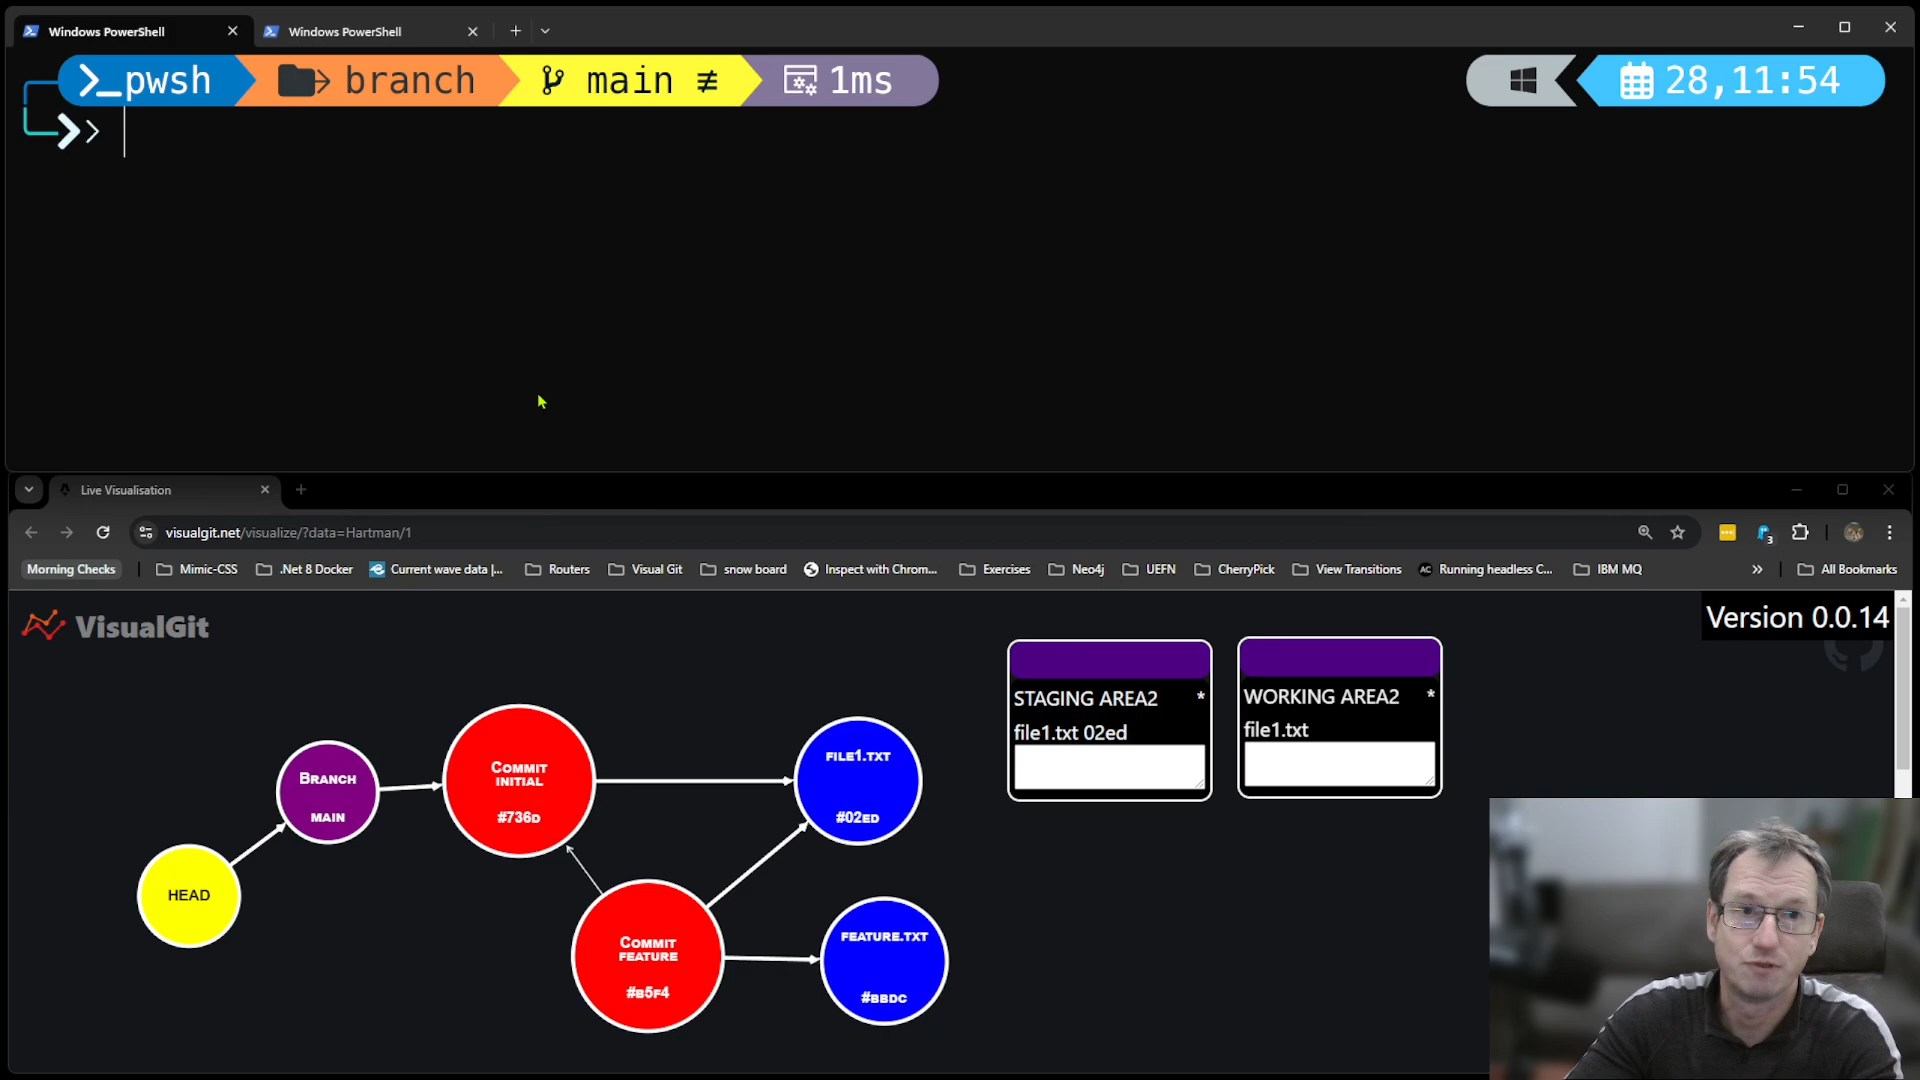 Windows PowerShell
Windows PowerShell
pwsh branch main ≢ 1ms
28,11:54
Live Visualisation
visualgit.net/visualize/?data=Hartman/1
3
Morning Checks
Mimic-CSS
.Net 8 Docker
Current wave data |...
Routers
Visual Git
snow board
Inspect with Chrom...
Exercises
Neo4j
UEFN
CherryPick
View Transitions
AC
Running headless C...
IBM MQ
»
All Bookmarks
VisualGit
Version 0.0.14
STAGING AREA2 *
file1.txt 02ed
WORKING AREA2 *
file1.txt
HEAD
BRANCH
MAIN
COMMIT
INITIAL
#736D
FILE1.TXT
#02ED
COMMIT
FEATURE
#B5F4
FEATURE.TXT
#BBDC